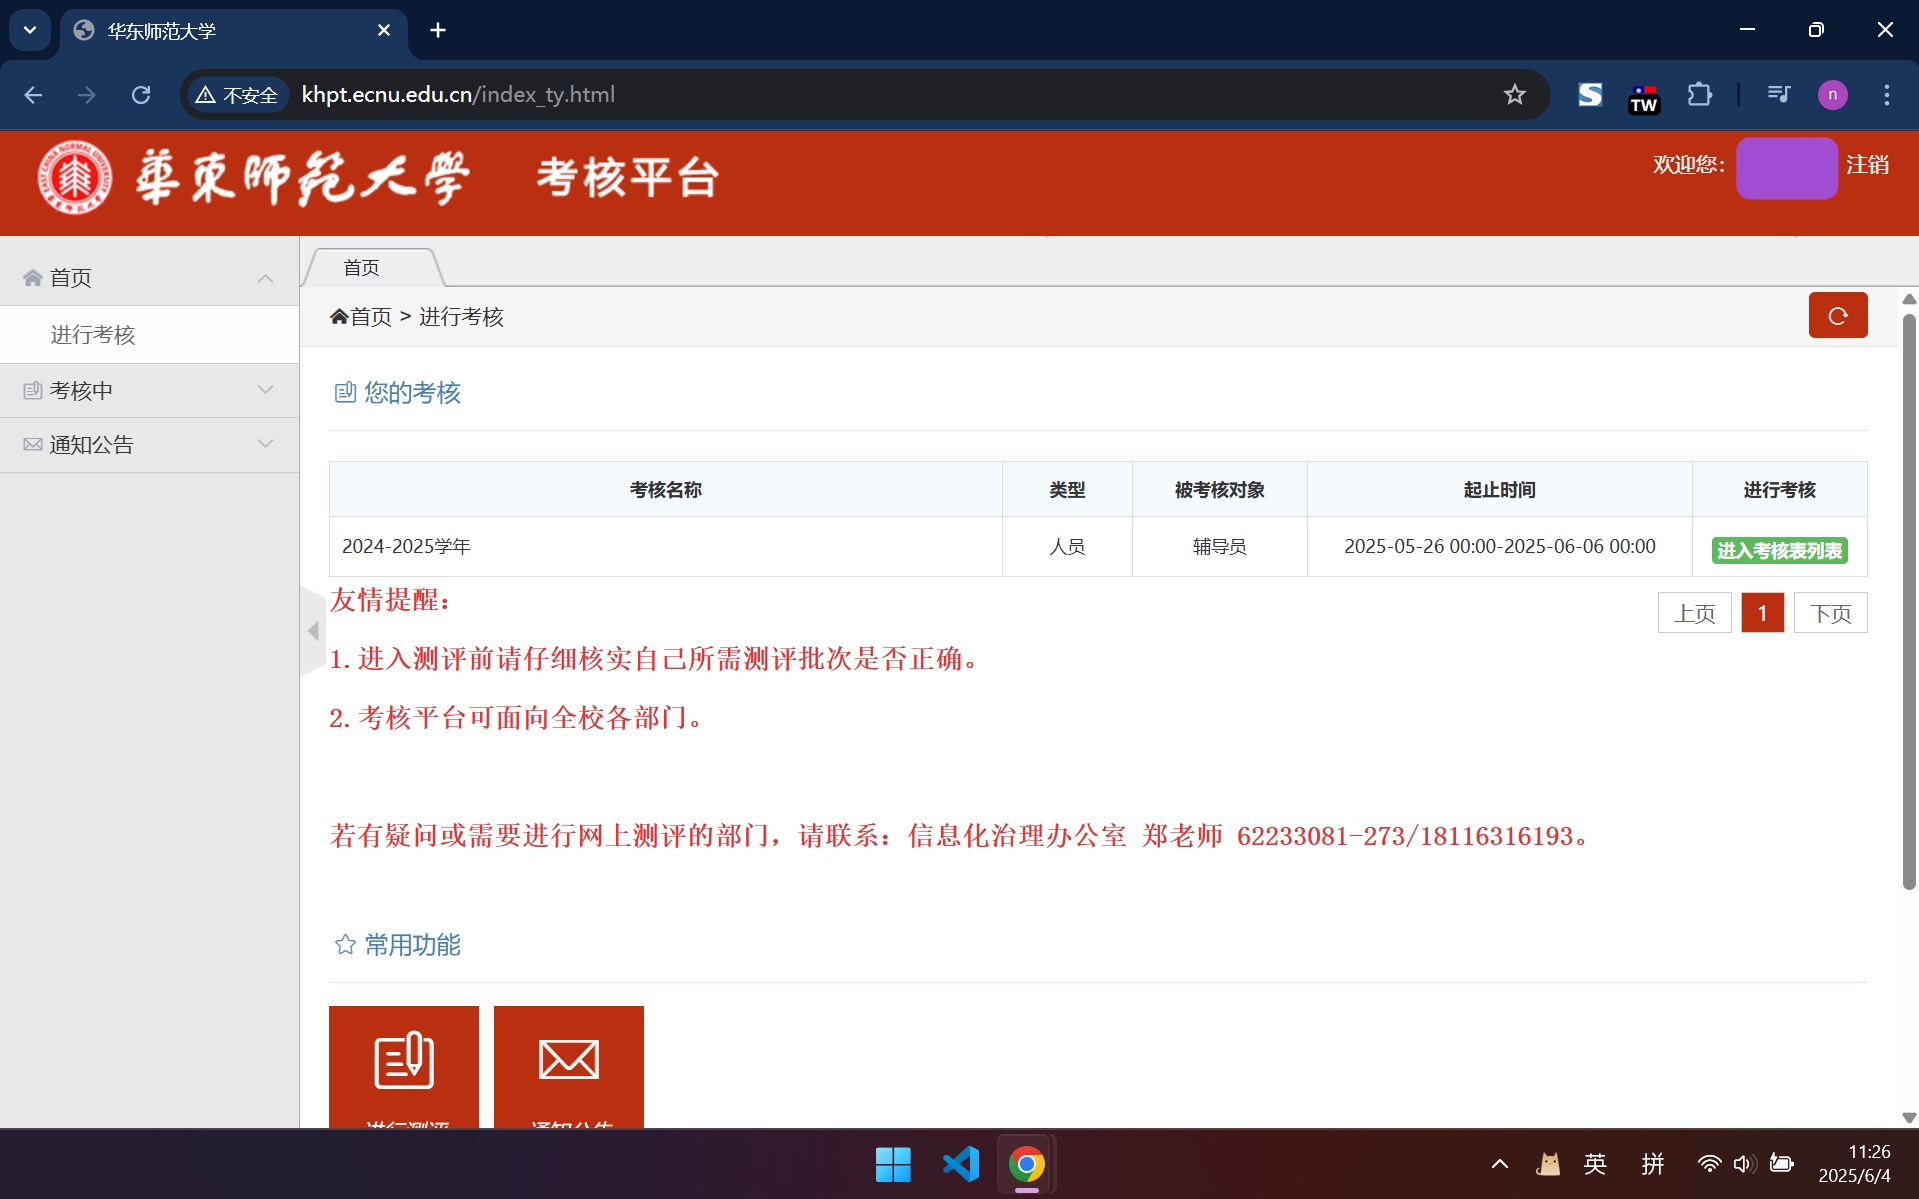 华东师范大学
不安全
khpt.ecnu.edu.cn/index_ty.html
TW
n
華東師範大學 考核平台
欢迎您: 注销
首页
进行考核
考核中
通知公告
首页
首页 > 进行考核
您的考核
考核名称 类型 被考核对象 起止时间 进行考核
2024-2025学年 人员 辅导员 2025-05-26 00:00-2025-06-06 00:00 进入考核表列表
上页 1 下页
友情提醒：
1.进入测评前请仔细核实自己所需测评批次是否正确。
2.考核平台可面向全校各部门。
若有疑问或需要进行网上测评的部门，请联系：信息化治理办公室 郑老师 62233081-273/18116316193。
常用功能
进行测评 通知公告
英 拼 11:26
2025/6/4